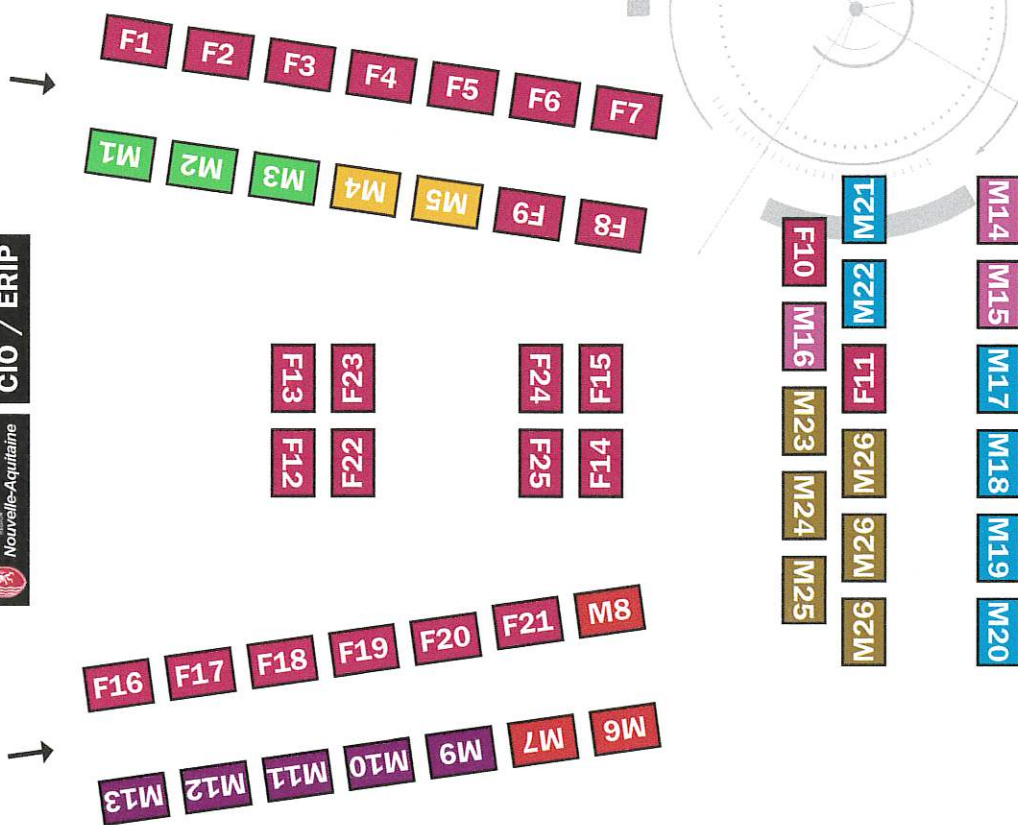 F1 F2 F3 F4 F5 F6 F7
M1 M2 M3 M4 M5 F9 F8
CIO / ERIP
Nouvelle-Aquitaine
F13 F23 F24 F15
F12 F22 F25 F14
F16 F17 F18 F19 F20 F21 M8
M13 M12 M11 M10 M9 M7 M6
F10
M16
M23
M24
M25
M21
M22
F11
M26
M26
M26
M14
M15
M17
M18
M19
M20